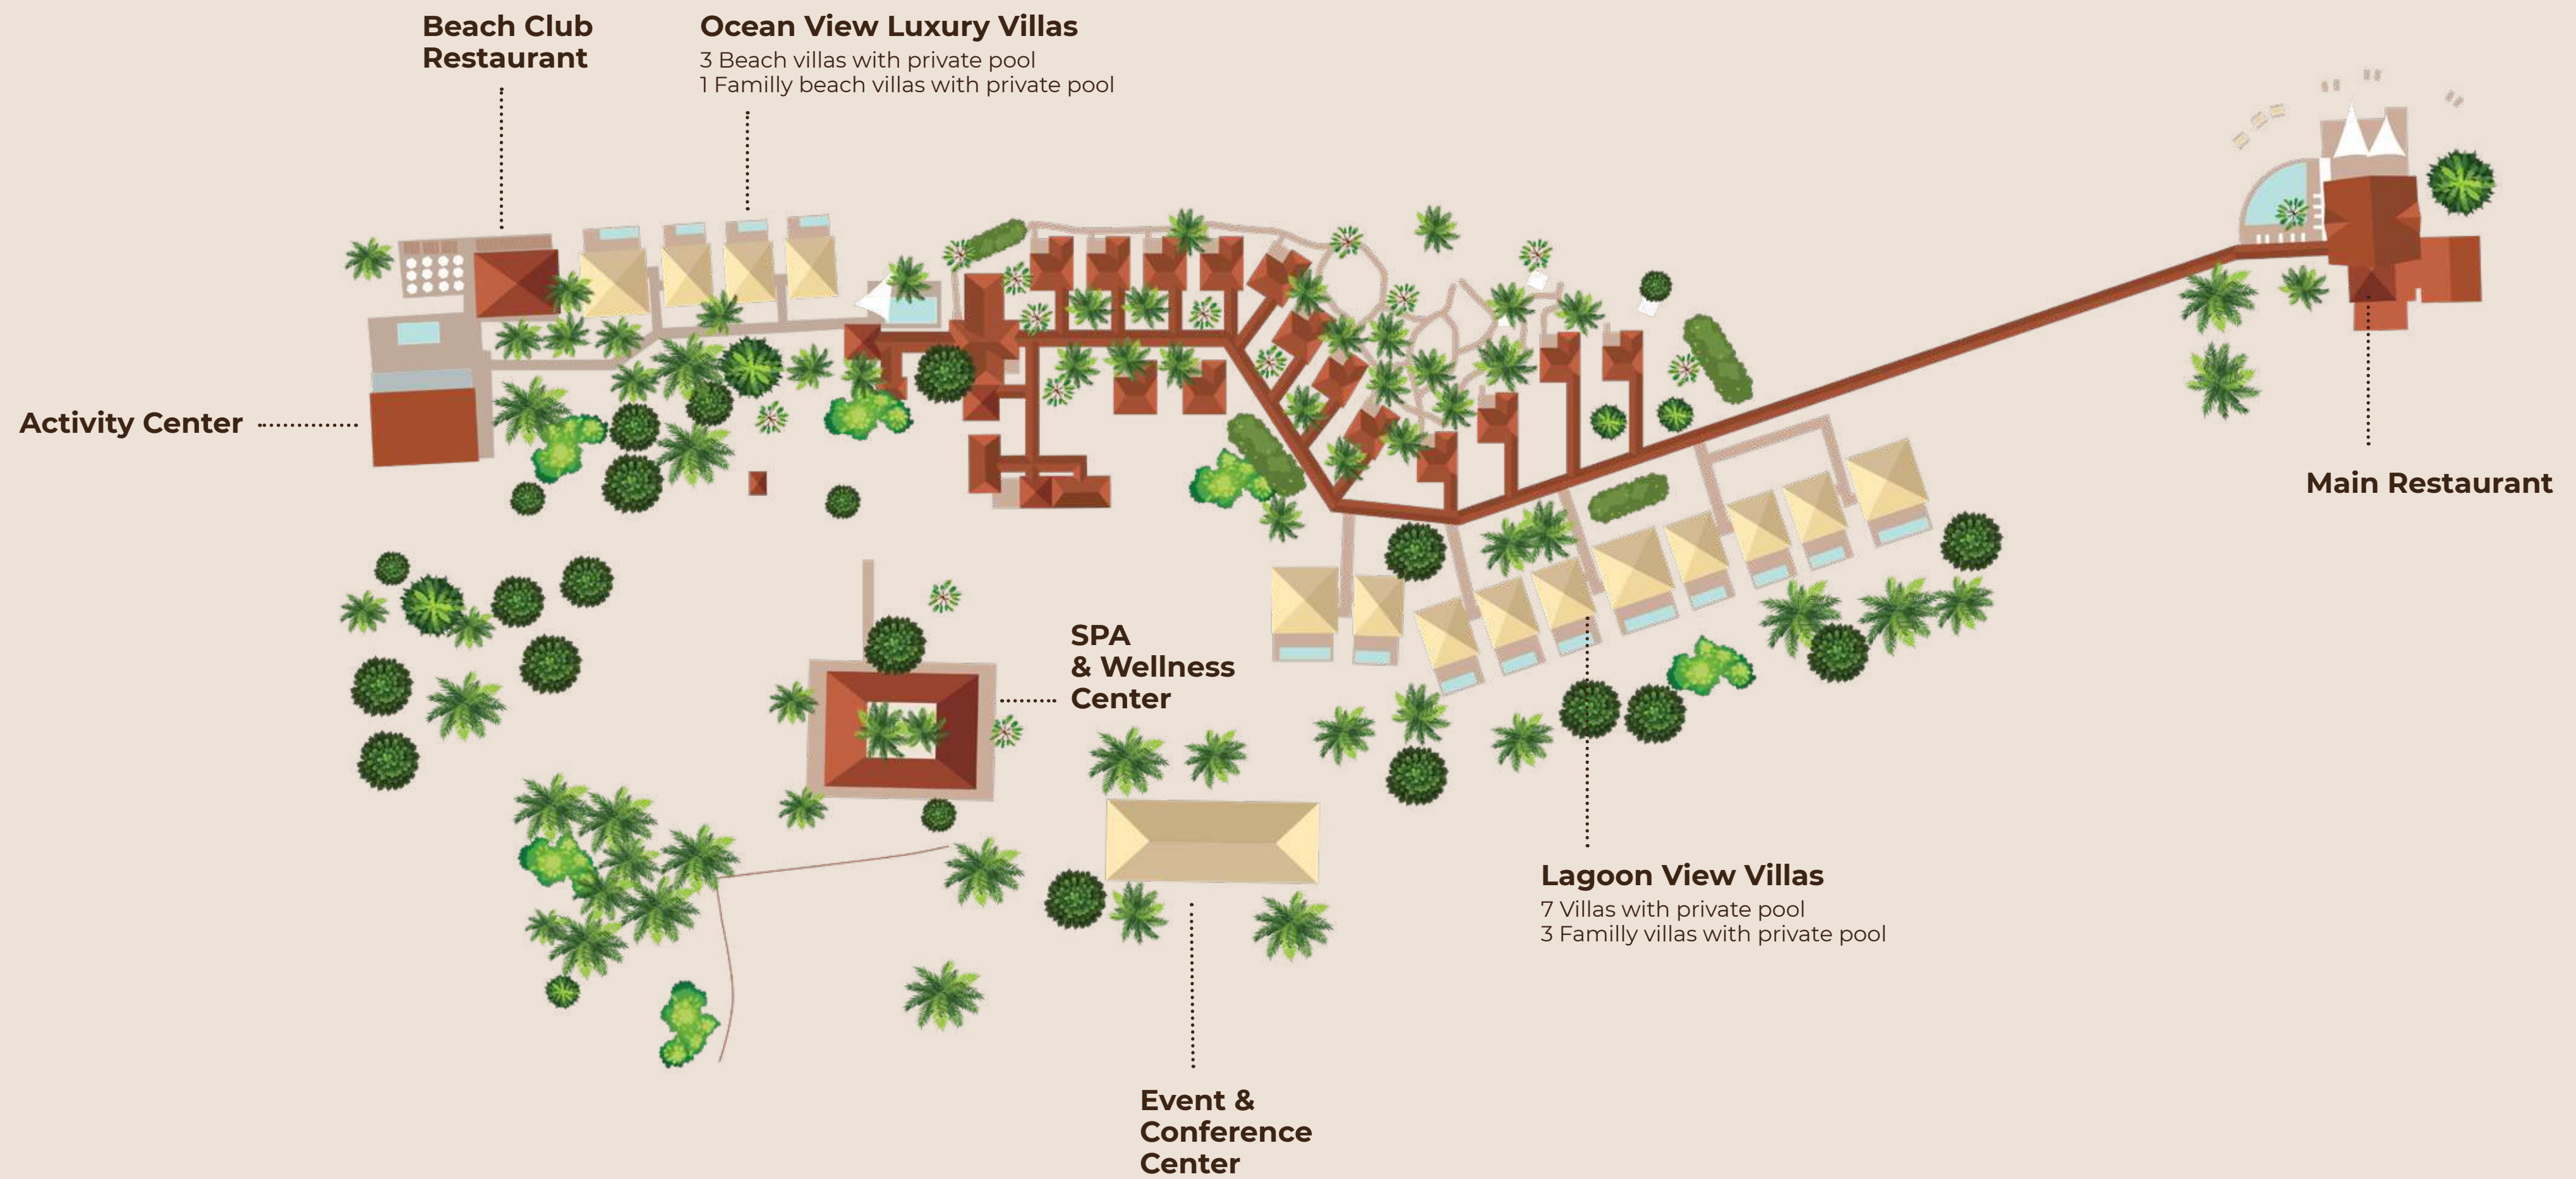 Beach Club
Restaurant
Ocean View Luxury Villas
3 Beach villas with private pool
1 Familly beach villas with private pool
Activity Center
Main Restaurant
SPA
& Wellness
Center
Lagoon View Villas
7 Villas with private pool
3 Familly villas with private pool
Event &
Conference
Center